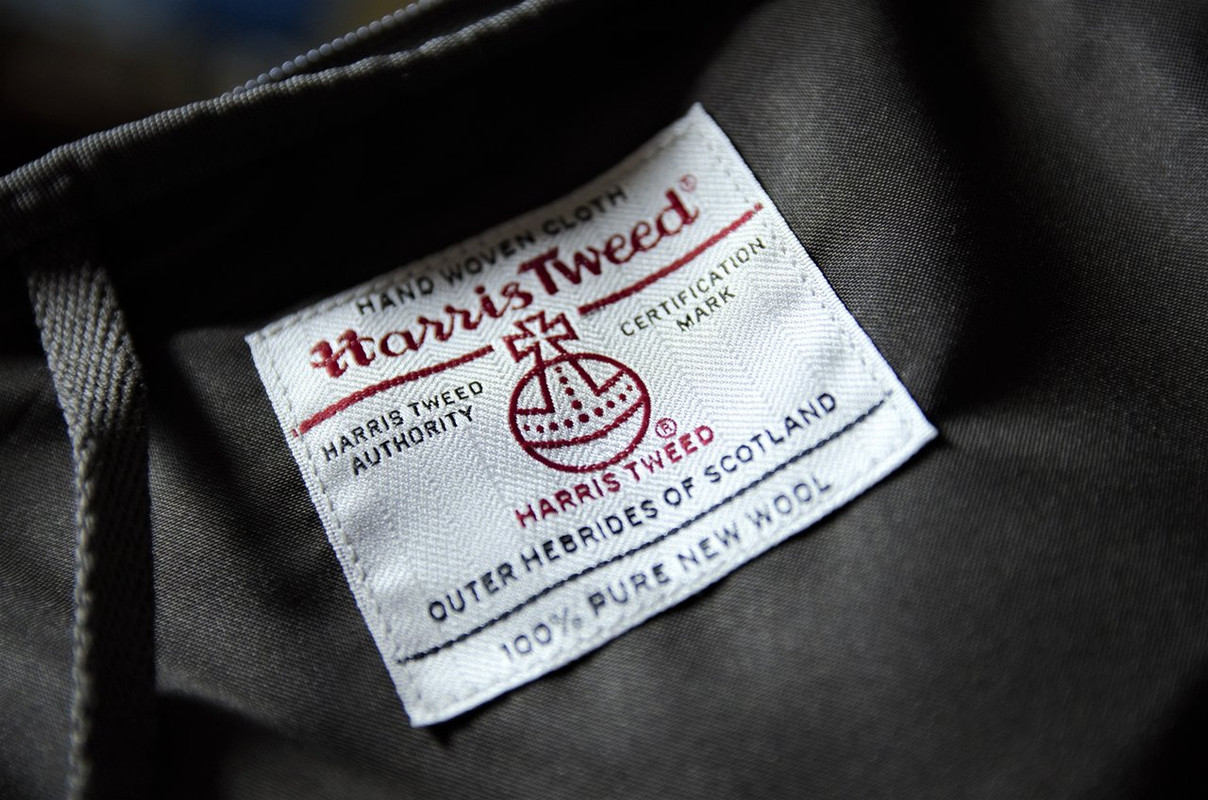 HAND WOVEN CLOTH
Harris Tweed®
HARRIS TWEED
AUTHORITY
CERTIFICATION
MARK
®
HARRIS TWEED
OUTER HEBRIDES OF SCOTLAND
100% PURE NEW WOOL